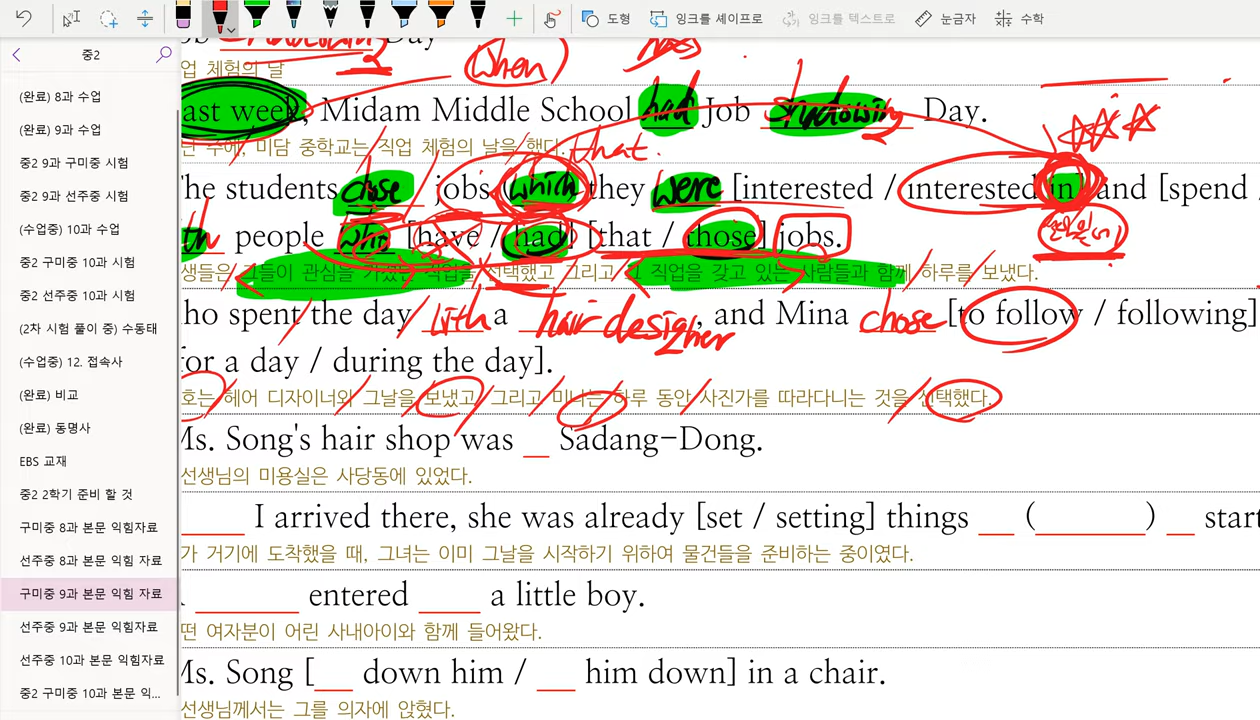 도형 잉크를 셰이프로 잉크를 텍스트로 눈금자 수학
중2
(완료) 8과 수업
(완료) 9과 수업
중2 9과 구미중 시험
중2 9과 선주중 시험
(수업중) 10과 수업
중2 구미중 10과 시험
중2 선주중 10과 시험
(2차 시험 풀이 중) 수동태
(수업중) 12. 접속사
(완료) 비교
(완료) 동명사
EBS 교재
중2 2학기 준비 할 것
구미중 8과 본문 익힘자료
선주중 8과 본문 익힘 자료
구미중 9과 본문 익힘 자료
선주중 9과 본문 익힘자료
선주중 10과 본문 익힘자료
중2 구미중 10과 본문 익...
Day
업 체험의 날
when
ast week, Midam Middle School had Job shadowing Day.
난 주에, 미담 중학교는 직업 체험의 날을 했다.
that
The students chose jobs which they were [interested / interested in] and [spend
th people who [have / had] [that / those] jobs.
생들은 그들이 관심을 가졌던 직업을 선택했고 그리고 그 직업을 갖고 있는 사람들과 함께 하루를 보냈다.
ho spent the day with a hair designer, and Mina chose [to follow / following]
for a day / during the day].
호는 헤어 디자이너와 그날을 보냈고 그리고 미나는 하루 동안 사진가를 따라다니는 것을 선택했다.
Ms. Song's hair shop was __ Sadang-Dong.
선생님의 미용실은 사당동에 있었다.
____ I arrived there, she was already [set / setting] things __ (______) __ start
가 거기에 도착했을 때, 그녀는 이미 그날을 시작하기 위하여 물건들을 준비하는 중이었다.
______ entered ____ a little boy.
떤 여자분이 어린 사내아이와 함께 들어왔다.
Ms. Song [__ down him / __ him down] in a chair.
선생님께서는 그를 의자에 앉혔다.